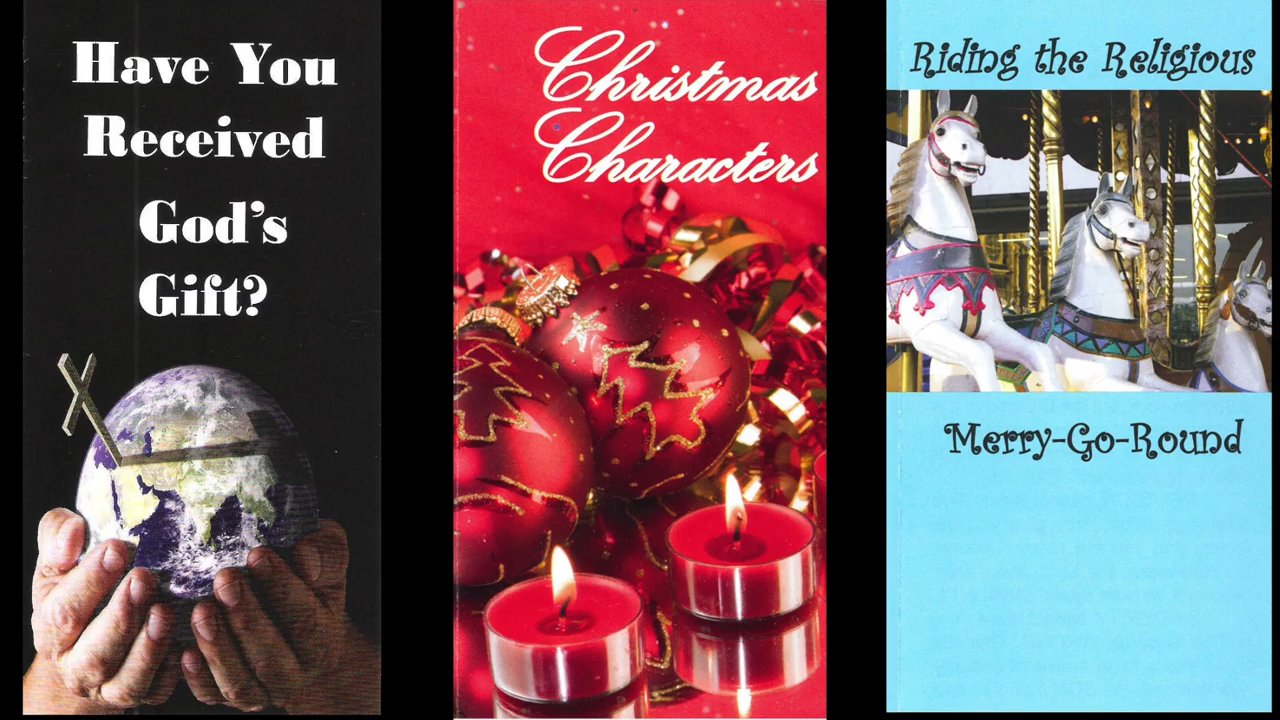 Have You
Received
God's
Gift?
Christmas
Characters
Riding the Religious
Merry-Go-Round